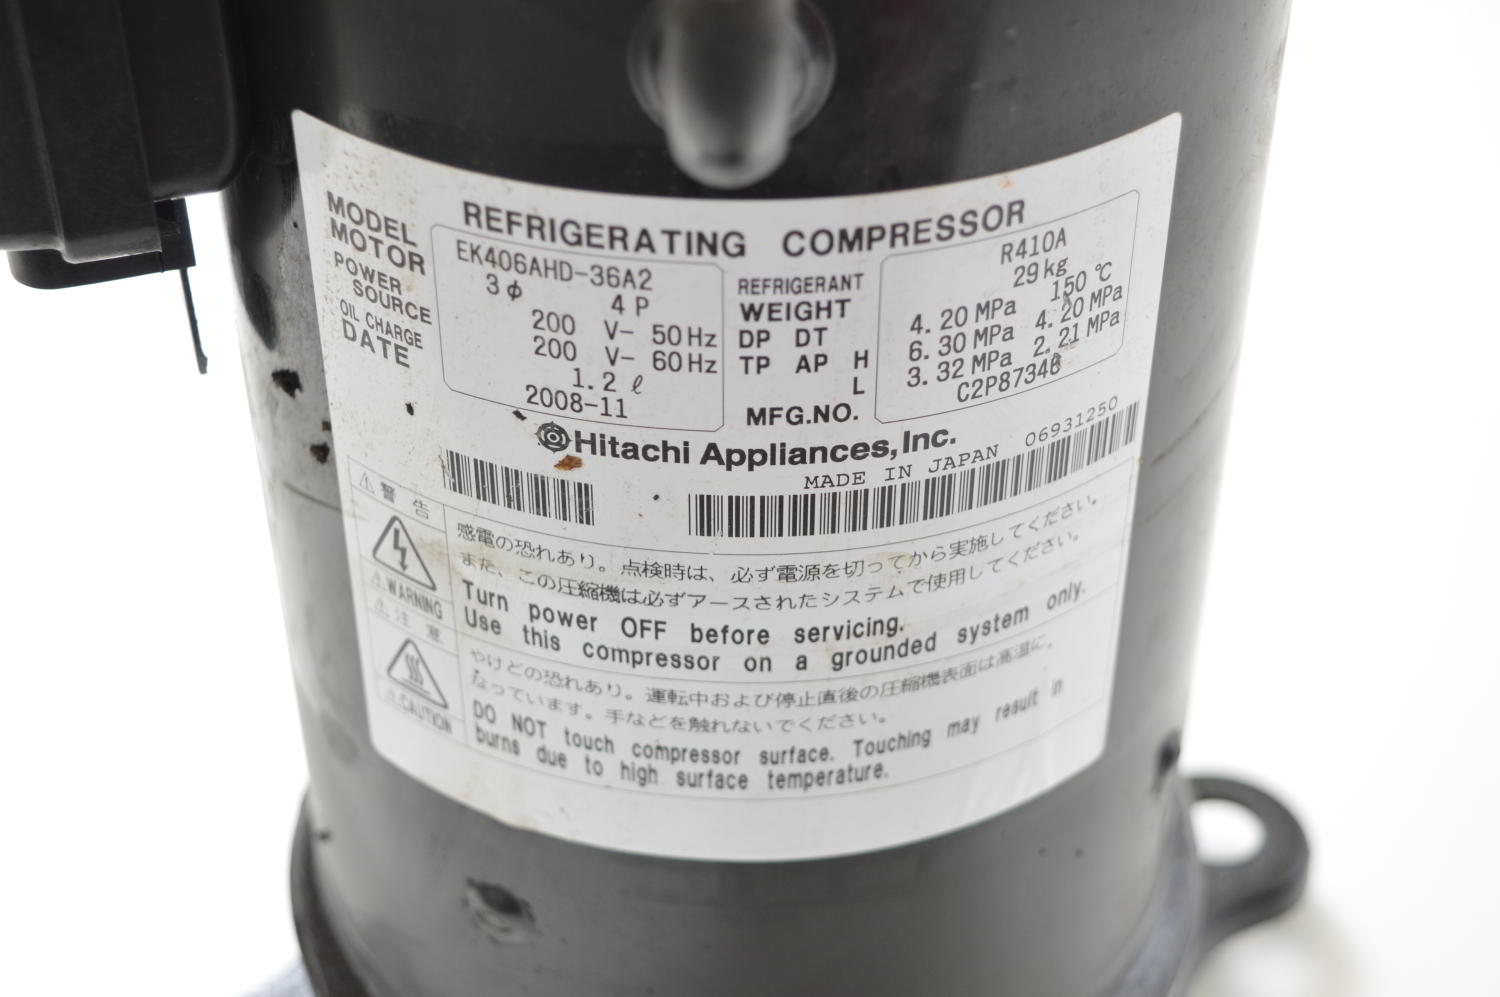 REFRIGERATING COMPRESSOR
MODEL EK406AHD-36A2
MOTOR 3φ 4P
POWER SOURCE 200 V- 50Hz
200 V- 60Hz
OIL CHARGE 1.2 ℓ
DATE 2008-11
REFRIGERANT R410A
WEIGHT 29kg
DP DT 4.20 MPa 150 ℃
TP AP H 6.30 MPa 4.20 MPa
L 3.32 MPa 2.21 MPa
MFG.NO. C2P87348
Hitachi Appliances, Inc.
MADE IN JAPAN 06931250
⚠警告
感電の恐れあり。点検時は、必ず電源を切ってから実施してください。
また、この圧縮機は必ずアースされたシステムで使用してください。
⚠WARNING
Turn power OFF before servicing.
Use this compressor on a grounded system only.
⚠注意
やけどの恐れあり。運転中および停止直後の圧縮機表面は高温に、
なっています。手などを触れないでください。
⚠CAUTION
DO NOT touch compressor surface. Touching may result in
burns due to high surface temperature.